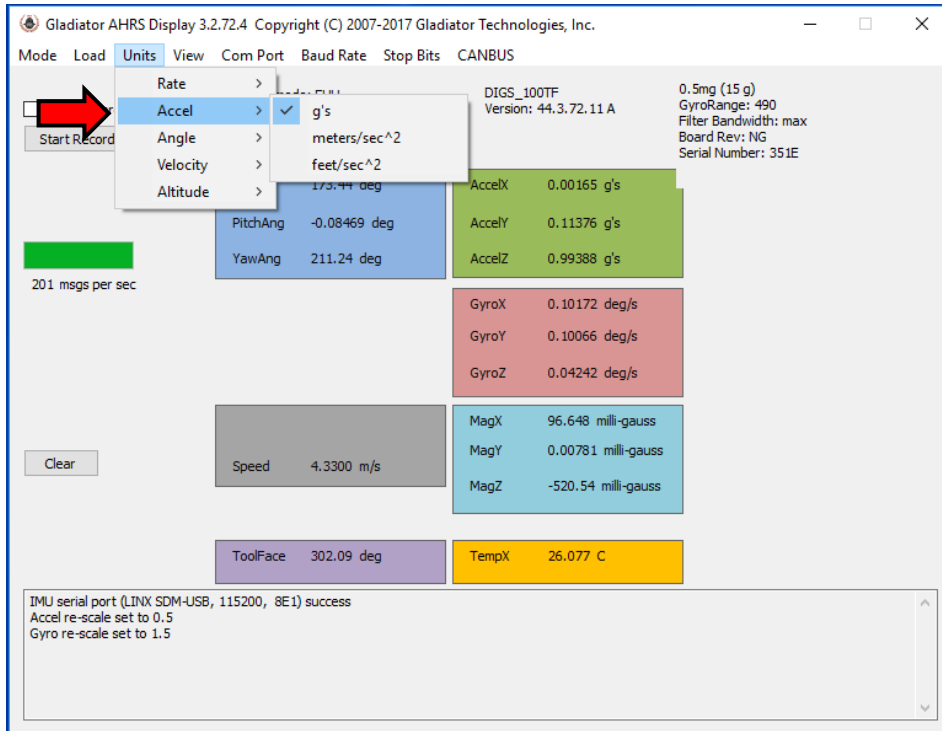 Gladiator AHRS Display 3.2.72.4 Copyright (C) 2007-2017 Gladiator Technologies, Inc.
Mode Load Units View Com Port Baud Rate Stop Bits CANBUS
Rate >
Accel >
Angle >
Velocity >
Altitude >
✓ g's
meters/sec^2
feet/sec^2
DIGS_100TF
Version: 44.3.72.11 A
0.5mg (15 g)
GyroRange: 490
Filter Bandwidth: max
Board Rev: NG
Serial Number: 351E
Start Record
173.44 deg
PitchAng -0.08469 deg
YawAng 211.24 deg
AccelX 0.00165 g's
AccelY 0.11376 g's
AccelZ 0.99388 g's
201 msgs per sec
GyroX 0.10172 deg/s
GyroY 0.10066 deg/s
GyroZ 0.04242 deg/s
Clear
Speed 4.3300 m/s
MagX 96.648 milli-gauss
MagY 0.00781 milli-gauss
MagZ -520.54 milli-gauss
ToolFace 302.09 deg
TempX 26.077 C
IMU serial port (LINX SDM-USB, 115200, 8E1) success
Accel re-scale set to 0.5
Gyro re-scale set to 1.5